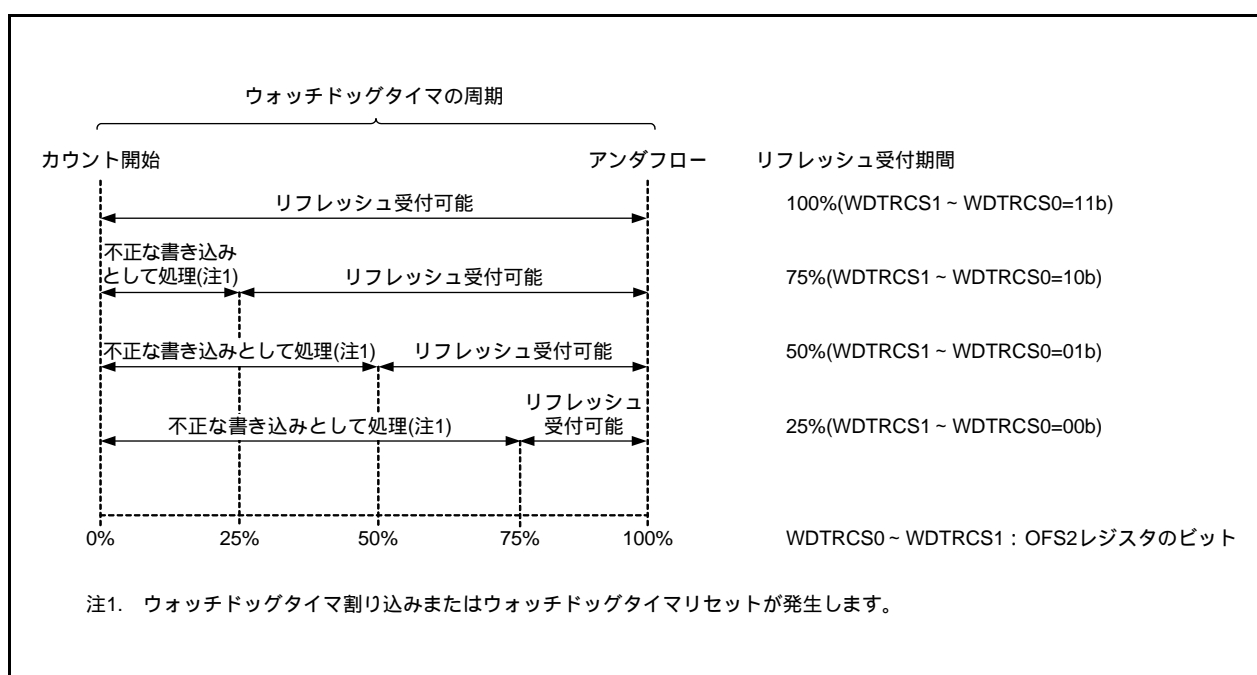 ウォッチドッグタイマの周期
カウント開始
アンダフロー
リフレッシュ受付期間
リフレッシュ受付可能
100%(WDTRCS1 ~ WDTRCS0=11b)
不正な書き込み
として処理(注1)
リフレッシュ受付可能
75%(WDTRCS1 ~ WDTRCS0=10b)
不正な書き込みとして処理(注1)
リフレッシュ受付可能
50%(WDTRCS1 ~ WDTRCS0=01b)
不正な書き込みとして処理(注1)
リフレッシュ
受付可能
25%(WDTRCS1 ~ WDTRCS0=00b)
0%
25%
50%
75%
100%
WDTRCS0 ~ WDTRCS1:OFS2レジスタのビット
注1. ウォッチドッグタイマ割り込みまたはウォッチドッグタイマリセットが発生します。